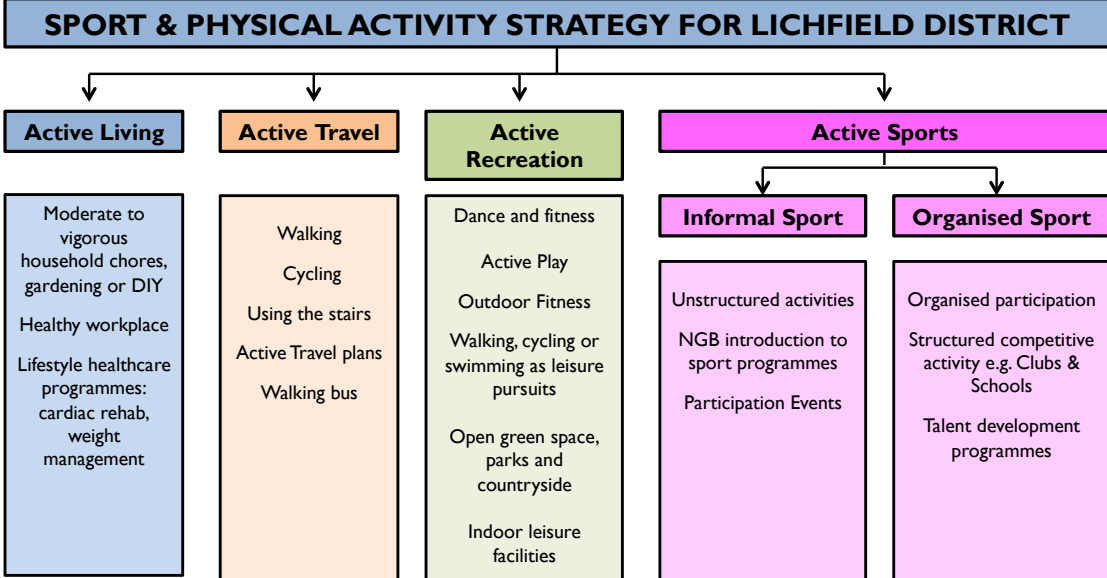 SPORT & PHYSICAL ACTIVITY STRATEGY FOR LICHFIELD DISTRICT
Active Living
Moderate to
vigorous
household chores,
gardening or DIY
Healthy workplace
Lifestyle healthcare
programmes:
cardiac rehab,
weight
management
Active Travel
Walking
Cycling
Using the stairs
Active Travel plans
Walking bus
Active
Recreation
Dance and fitness
Active Play
Outdoor Fitness
Walking, cycling or
swimming as leisure
pursuits
Open green space,
parks and
countryside
Indoor leisure
facilities
Active Sports
Informal Sport
Unstructured activities
NGB introduction to
sport programmes
Participation Events
Organised Sport
Organised participation
Structured competitive
activity e.g. Clubs &
Schools
Talent development
programmes